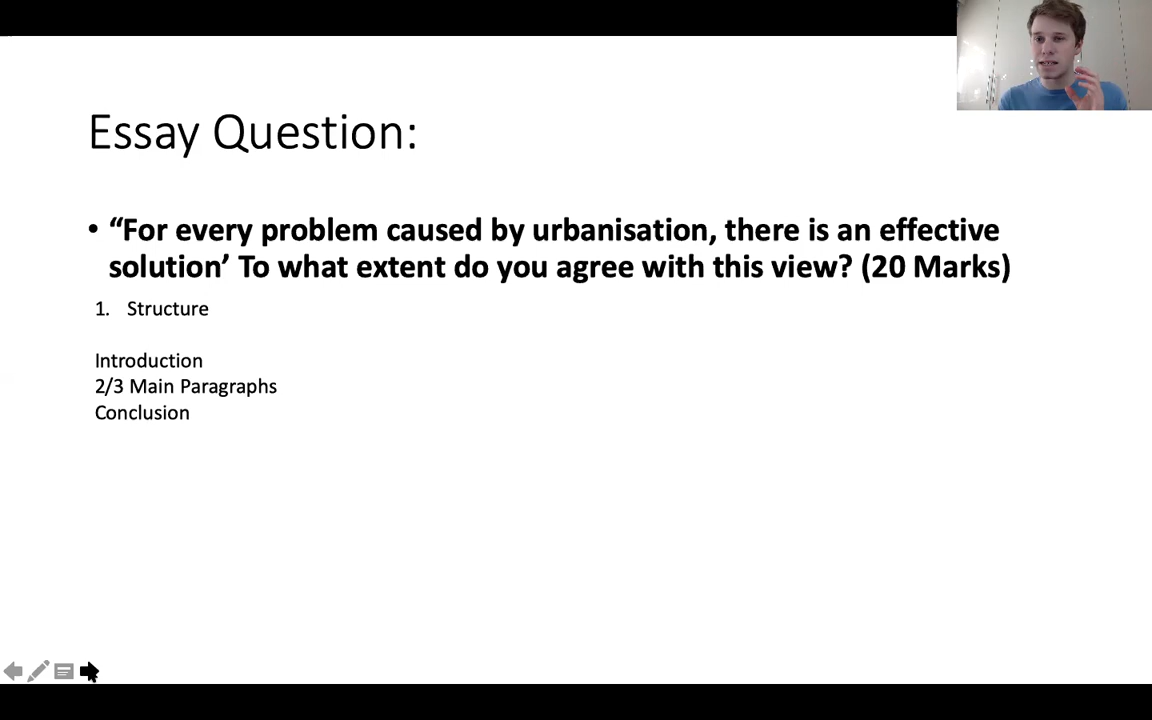 Essay Question:
• “For every problem caused by urbanisation, there is an effective
solution’ To what extent do you agree with this view? (20 Marks)
1. Structure
Introduction
2/3 Main Paragraphs
Conclusion